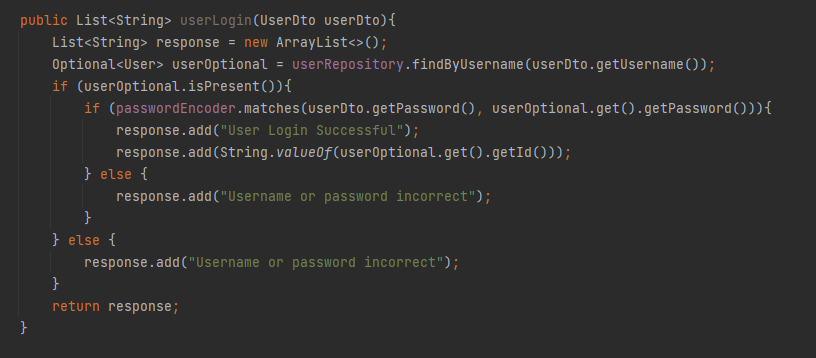 public List<String> userLogin(UserDto userDto){
    List<String> response = new ArrayList<>();
    Optional<User> userOptional = userRepository.findByUsername(userDto.getUsername());
    if (userOptional.isPresent()){
        if (passwordEncoder.matches(userDto.getPassword(), userOptional.get().getPassword())){
            response.add("User Login Successful");
            response.add(String.valueOf(userOptional.get().getId()));
        } else {
            response.add("Username or password incorrect");
        }
    } else {
        response.add("Username or password incorrect");
    }
    return response;
}